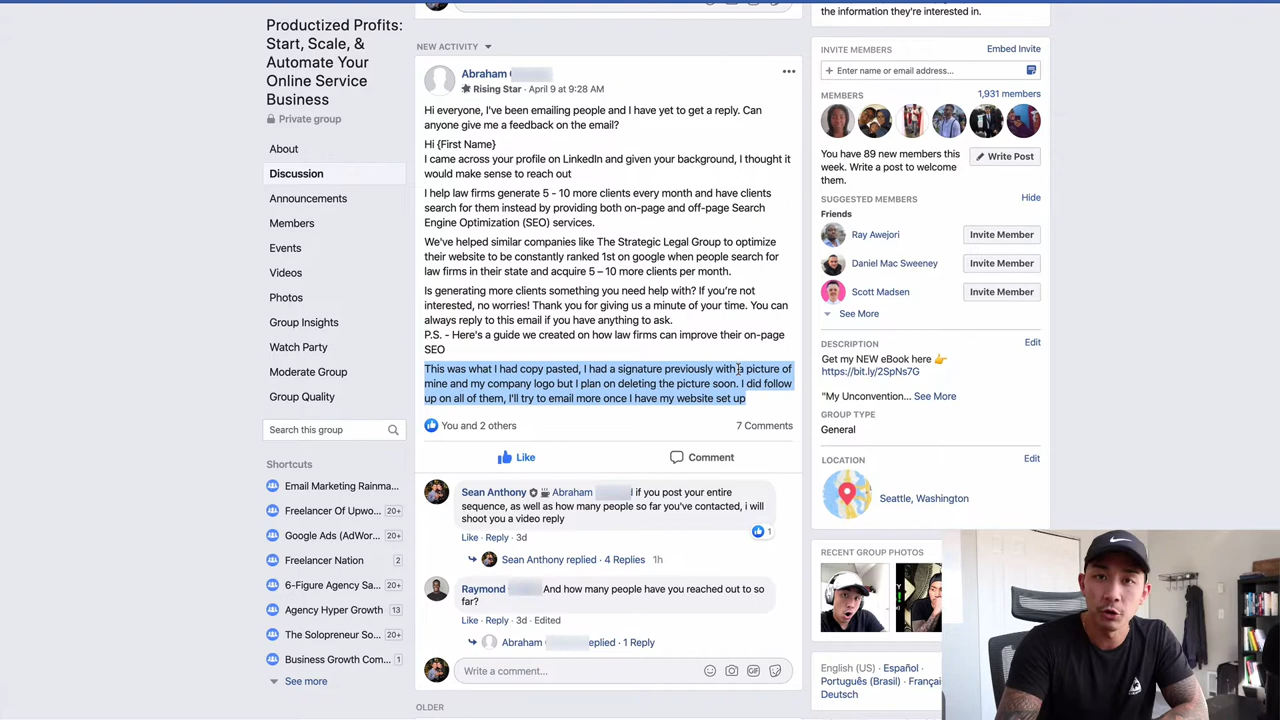 Productized Profits:
Start, Scale, &
Automate Your
Online Service
Business
Private group
About
Discussion
Announcements
Members
Events
Videos
Photos
Group Insights
Watch Party
Moderate Group
Group Quality
Search this group
Shortcuts
Email Marketing Rainma...
Freelancer Of Upwo... 20+
Google Ads (AdWor... 20+
Freelancer Nation 2
6-Figure Agency Sa... 20+
Agency Hyper Growth 13
The Solopreneur So... 20+
Business Growth Com... 1
See more
NEW ACTIVITY
Abraham
Rising Star · April 9 at 9:28 AM
Hi everyone, I've been emailing people and I have yet to get a reply. Can
anyone give me a feedback on the email?
Hi {First Name}
I came across your profile on LinkedIn and given your background, I thought it
would make sense to reach out
I help law firms generate 5 - 10 more clients every month and have clients
search for them instead by providing both on-page and off-page Search
Engine Optimization (SEO) services.
We've helped similar companies like The Strategic Legal Group to optimize
their website to be constantly ranked 1st on google when people search for
law firms in their state and acquire 5 – 10 more clients per month.
Is generating more clients something you need help with? If you're not
interested, no worries! Thank you for giving us a minute of your time. You can
always reply to this email if you have anything to ask.
P.S. - Here's a guide we created on how law firms can improve their on-page
SEO
This was what I had copy pasted, I had a signature previously with a picture of
mine and my company logo but I plan on deleting the picture soon. I did follow
up on all of them, I'll try to email more once I have my website set up
You and 2 others 7 Comments
Like Comment
Sean Anthony Abraham if you post your entire
sequence, as well as how many people so far you've contacted, i will
shoot you a video reply
1
Like · Reply · 3d
Sean Anthony replied · 4 Replies 1h
Raymond And how many people have you reached out to so
far?
Like · Reply · 3d · Edited
Abraham eplied · 1 Reply
Write a comment...
GIF
OLDER
the information they're interested in.
INVITE MEMBERS Embed Invite
+ Enter name or email address...
MEMBERS 1,931 members
You have 89 new members this
week. Write a post to welcome
them.
Write Post
SUGGESTED MEMBERS Hide
Friends
Ray Awejori Invite Member
Daniel Mac Sweeney Invite Member
Scott Madsen Invite Member
See More
DESCRIPTION Edit
Get my NEW eBook here 👉
https://bit.ly/2SpNs7G
"My Unconvention... See More
GROUP TYPE
General
LOCATION Edit
Seattle, Washington
RECENT GROUP PHOTOS
English (US) · Español ·
Português (Brasil) · Françai
Deutsch